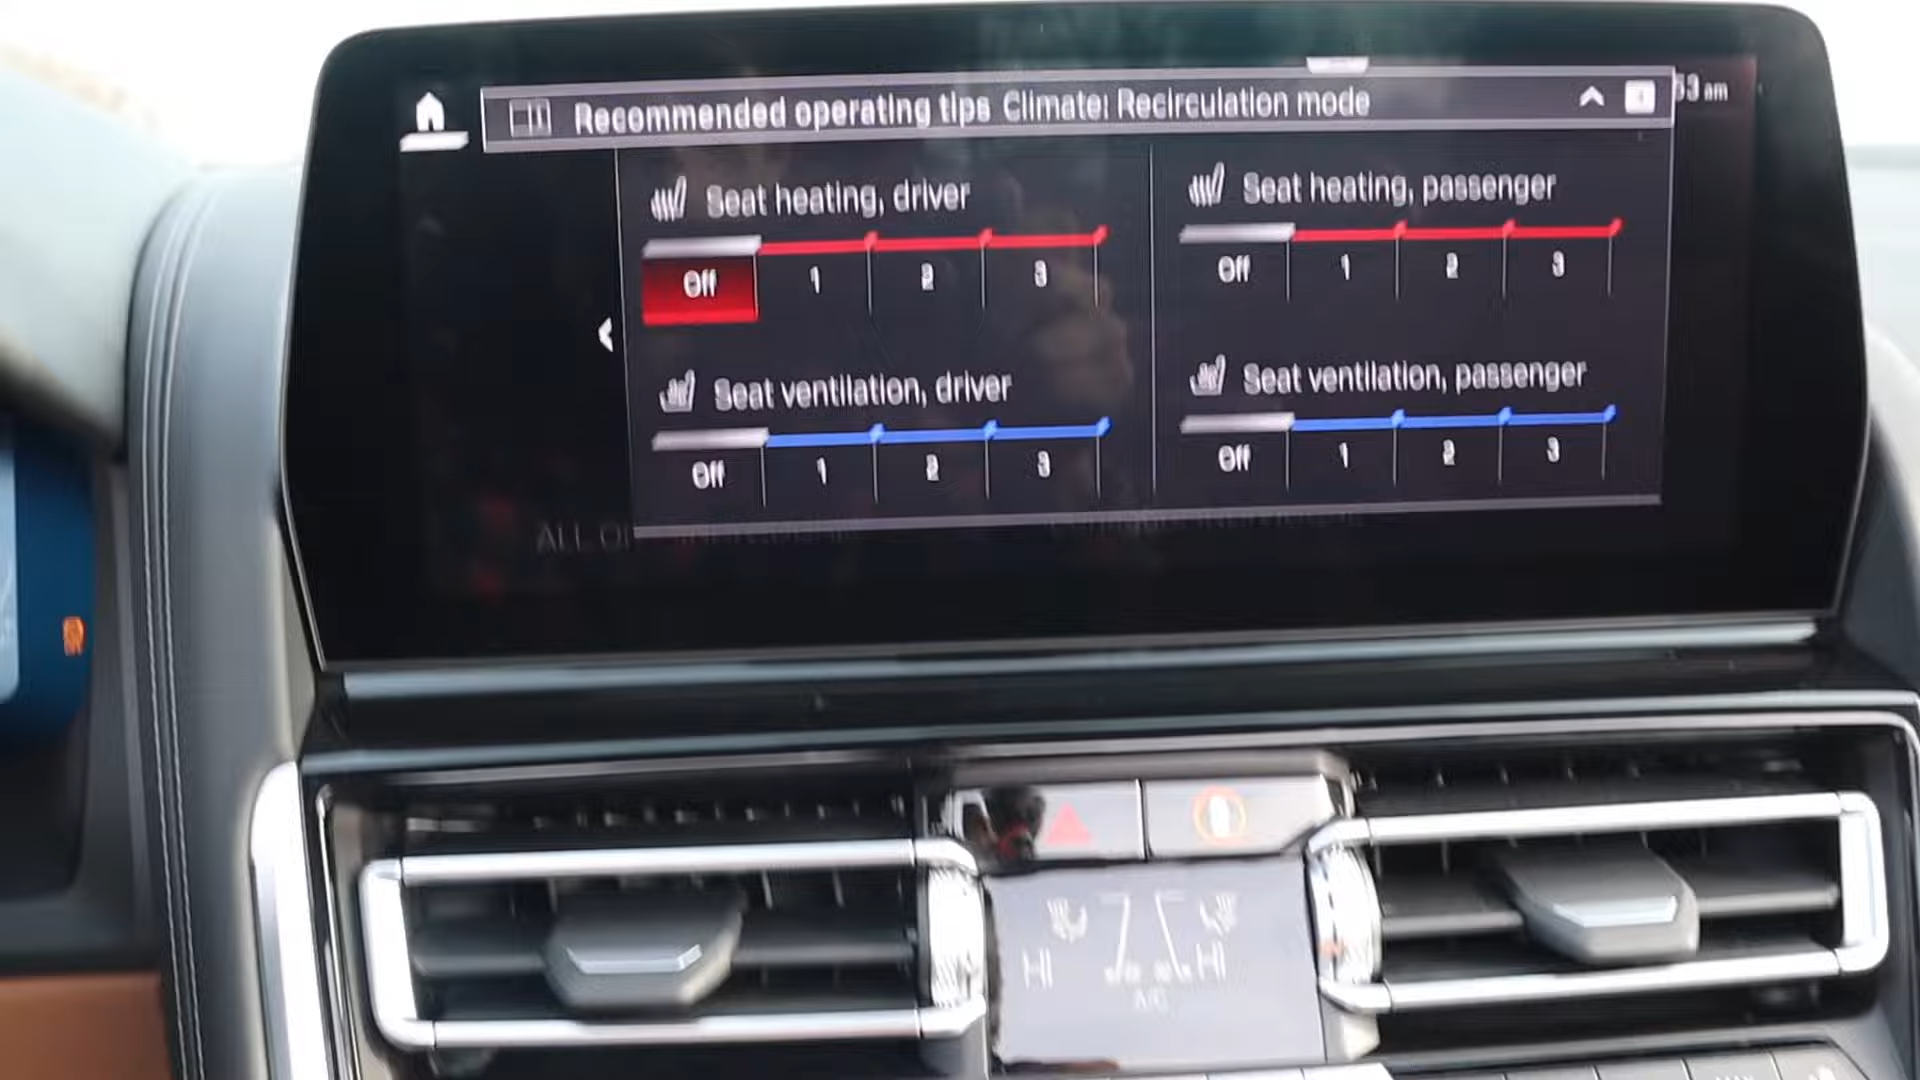 Recommended operating tips Climate: Recirculation mode
53 am
Seat heating, driver
Off 1 2 3
Seat heating, passenger
Off 1 2 3
Seat ventilation, driver
Off 1 2 3
Seat ventilation, passenger
Off 1 2 3
ALL
HI HI
A/C